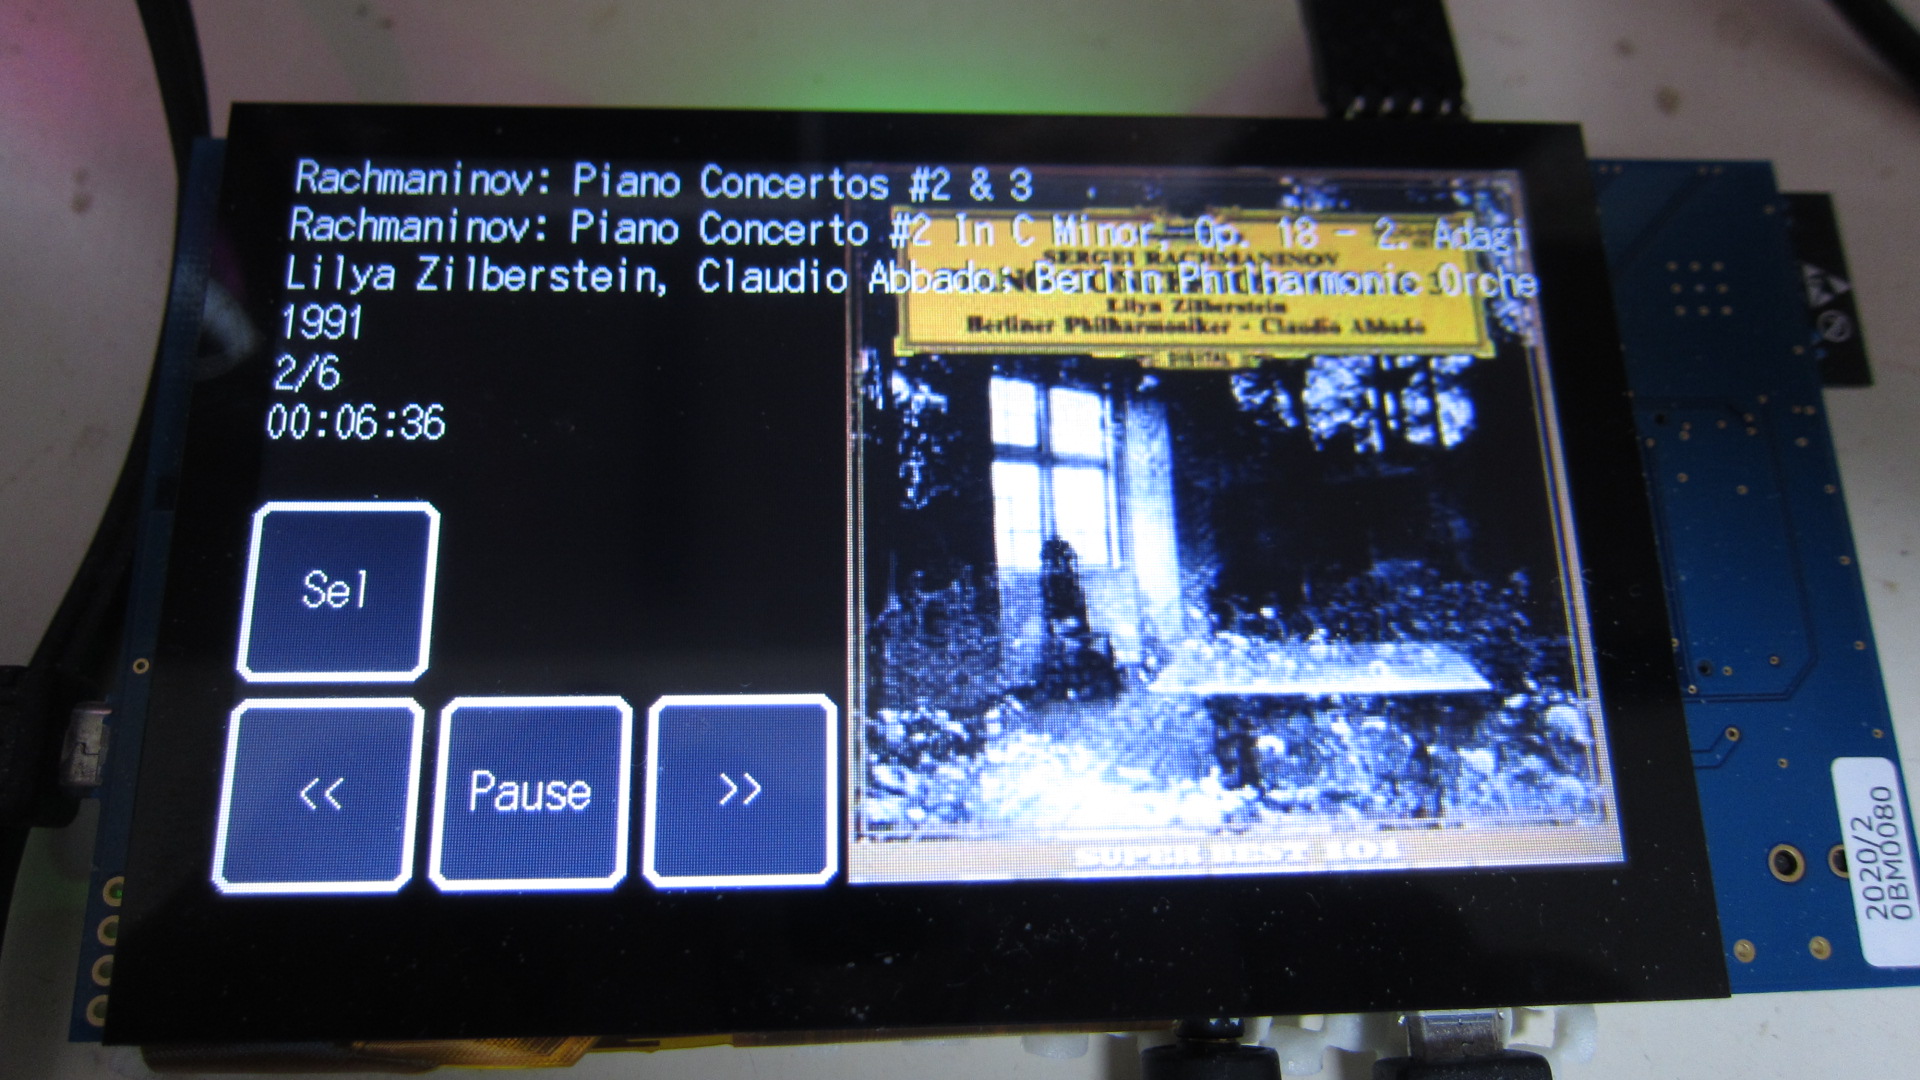 Rachmaninov: Piano Concertos #2 & 3
Rachmaninov: Piano Concerto #2 In C Minor, Op. 18 - 2. Adagi
Lilya Zilberstein, Claudio Abbado: Berlin Philharmonic Orche
1991
2/6
00:06:36
SERGEI RACHMANINOV
Lilya Zilberstein
Berliner Philharmoniker - Claudio Abbado
DIGITAL
Sel
<< Pause >>
SUPER BEST 101
2020/2
0BM0080